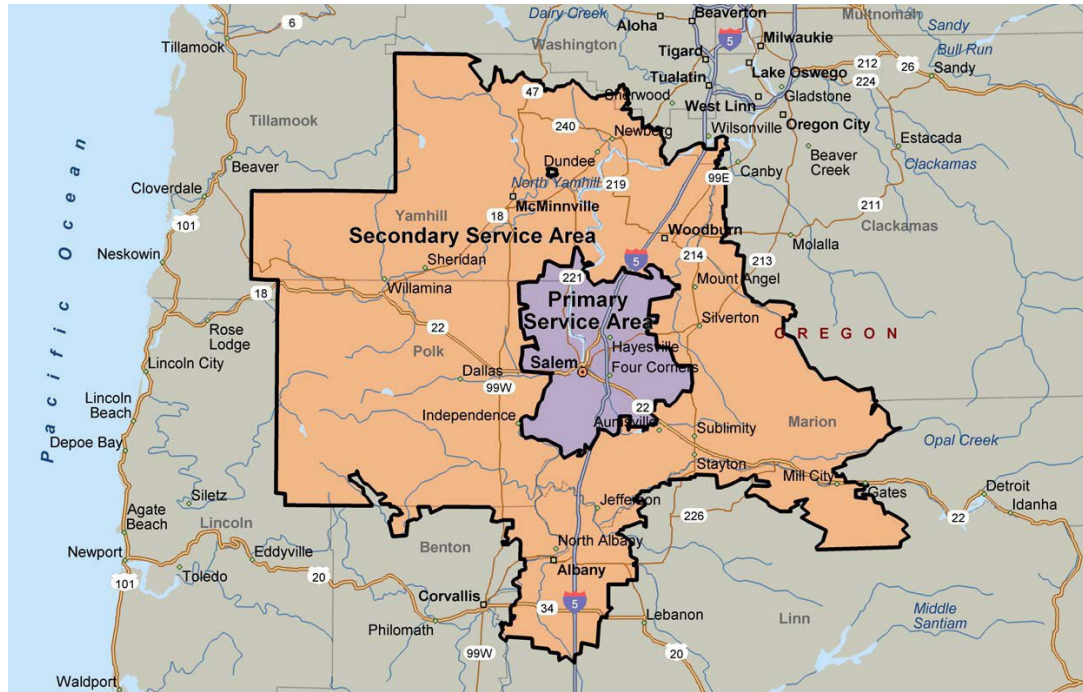 6
Tillamook
Dairy Creek
Aloha
Beaverton
Multnomah
Sandy
Washington
Tigard
5
Milwaukie
Bull Run
212
26
Sandy
Tualatin
Lake Oswego
224
47
Sherwood
West Linn
Gladstone
Tillamook
240
Newberg
Wilsonville
Oregon City
Estacada
Beaver
Dundee
99E
Canby
Beaver
Creek
Clackamas
Cloverdale
North Yamhill
219
18
McMinnville
211
101
Yamhill
Clackamas
Secondary Service Area
Woodburn
Molalla
Neskowin
5
214
213
Sheridan
221
Mount Angel
18
Willamina
Primary
Service Area
Silverton
OREGON
Rose
Lodge
22
Polk
Hayesville
Lincoln City
Dallas
Salem
Four Corners
99W
Lincoln
Beach
Independence
22
Aumsville
Sublimity
Marion
Depoe Bay
Opal Creek
Pacific Ocean
Stayton
Mill City
Gates
Detroit
Siletz
Jefferson
Idanha
Agate
Beach
Lincoln
226
22
Newport
Eddyville
Benton
North Albany
Albany
101
Toledo
20
Corvallis
34
5
Lebanon
Philomath
Linn
Middle
Santiam
99W
20
Waldport